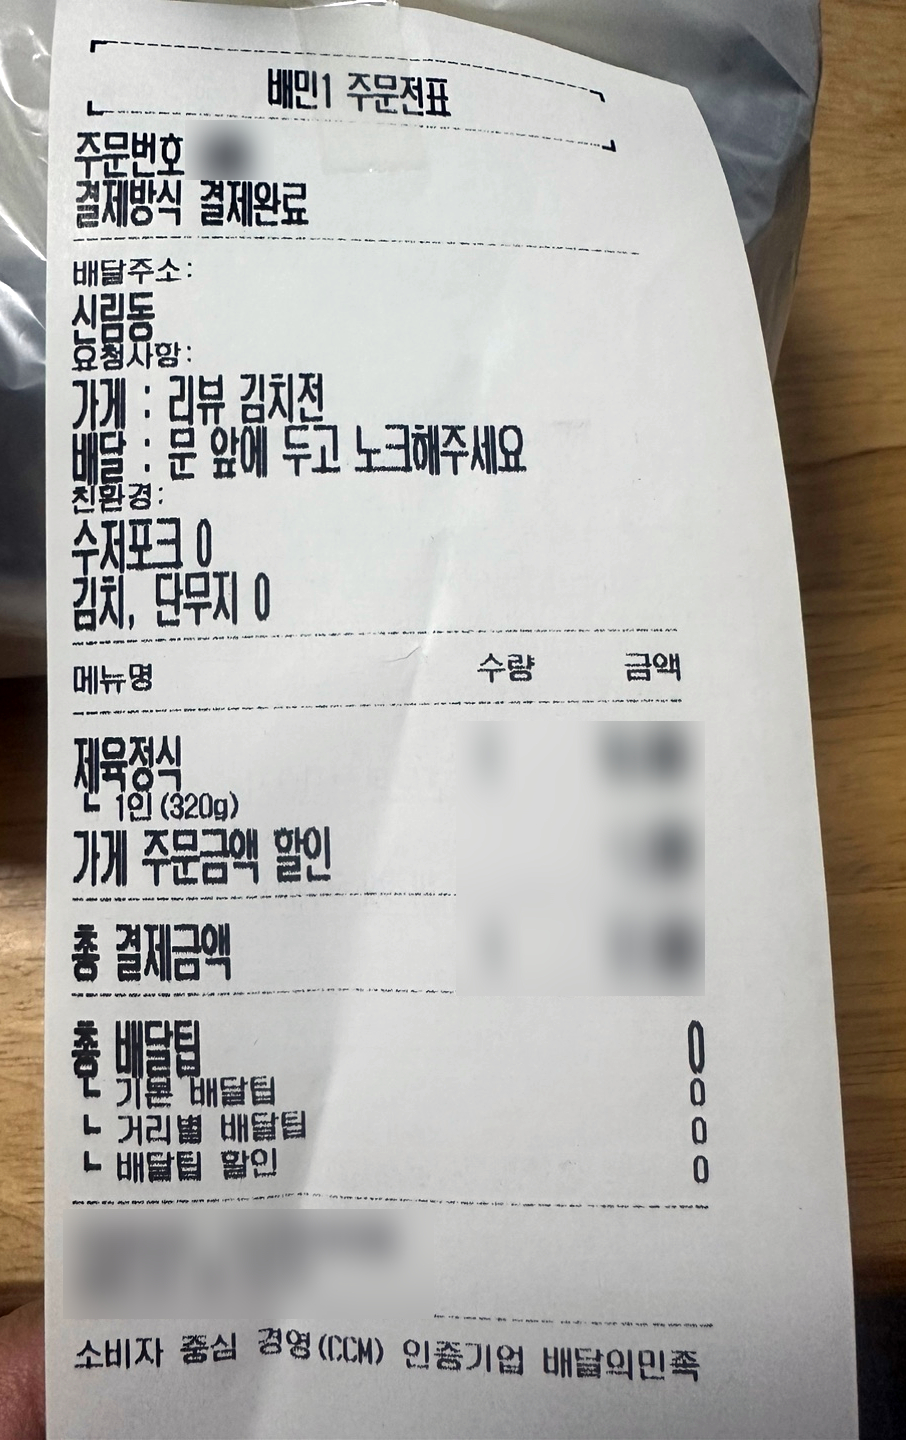 배민1 주문전표
주문번호
결제방식 결제완료
배달주소:
신림동
요청사항:
가게 : 리뷰 김치전
배달 : 문 앞에 두고 노크해주세요
친환경:
수저포크 0
김치, 단무지 0
메뉴명 수량 금액
제육정식
ㄴ 1인(320g)
가게 주문금액 할인
총 결제금액
총 배달팁 0
ㄴ 기본 배달팁 0
ㄴ 거리별 배달팁 0
ㄴ 배달팁 할인 0
소비자 중심 경영(CCM) 인증기업 배달의민족